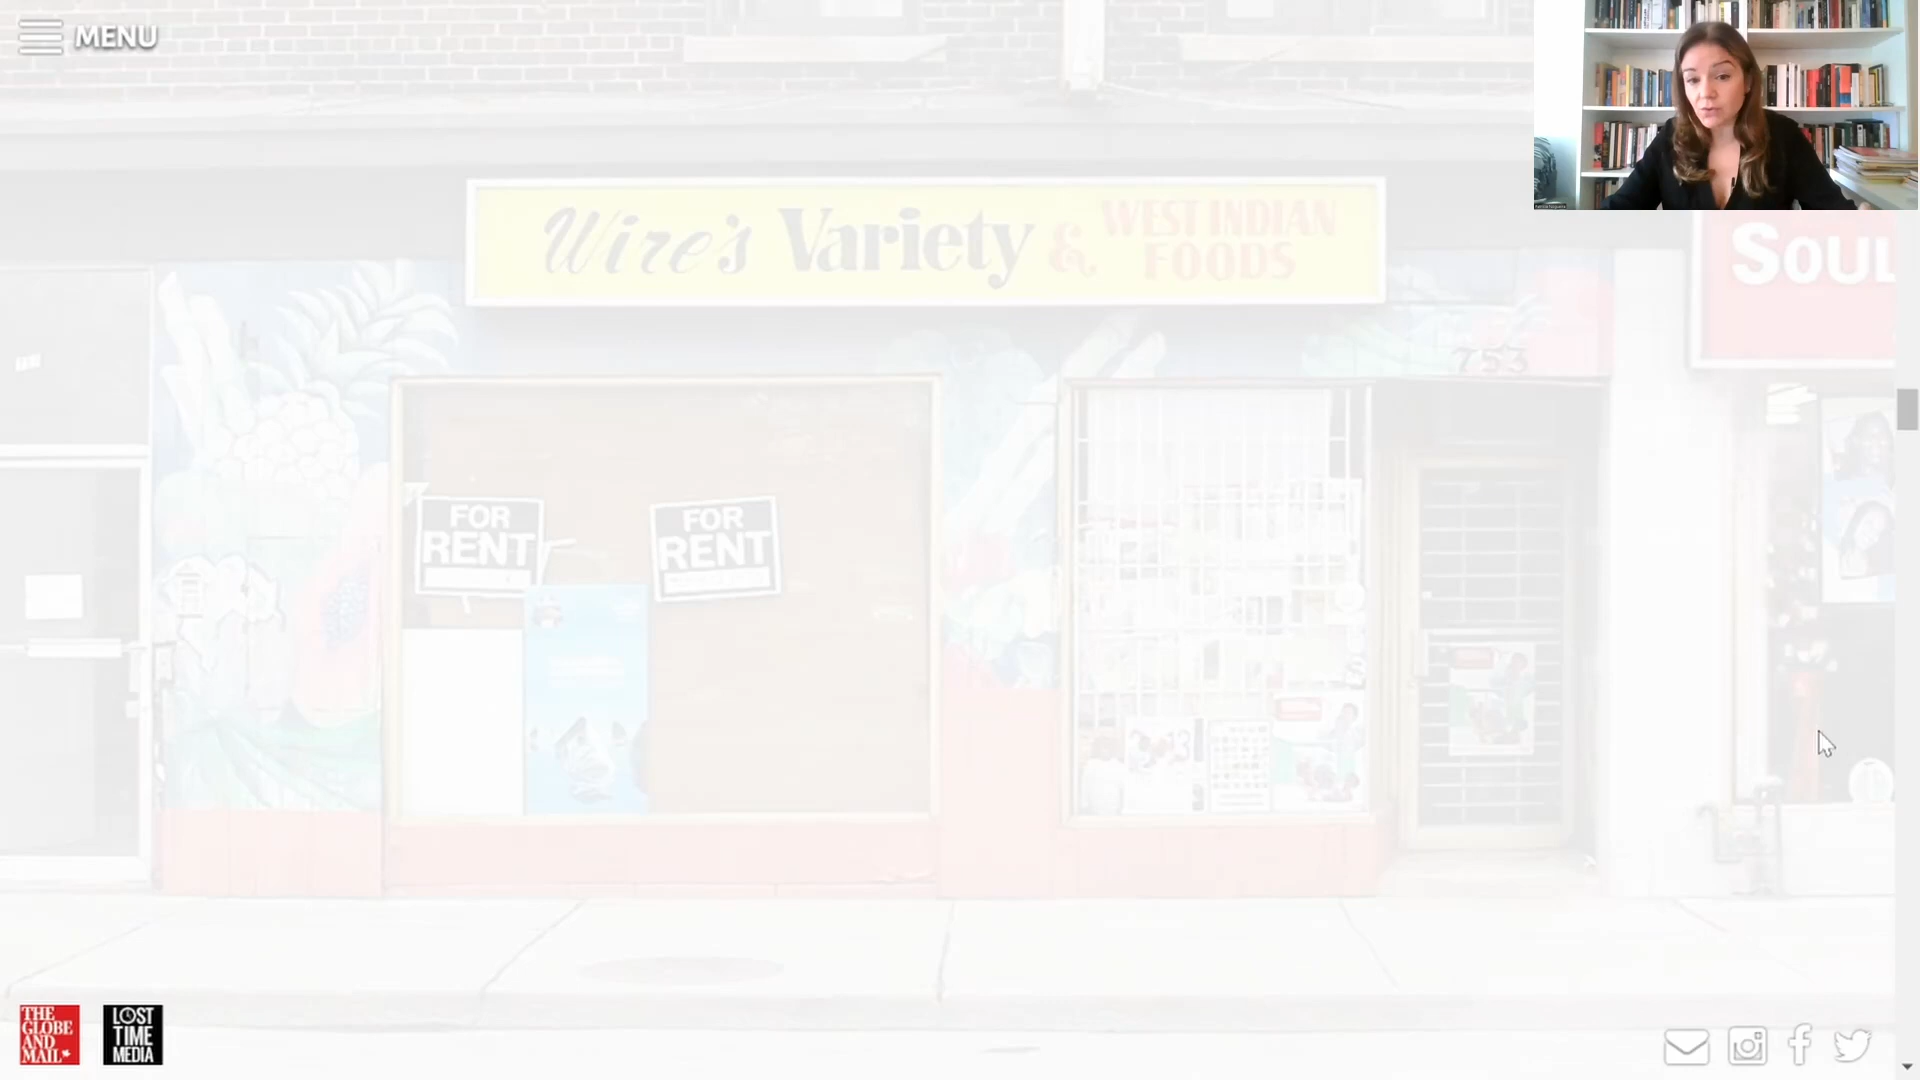 MENU
Wire's Variety & WEST INDIAN FOODS
SOUL
753
FOR RENT
FOR RENT
THE GLOBE AND MAIL
LOST TIME MEDIA